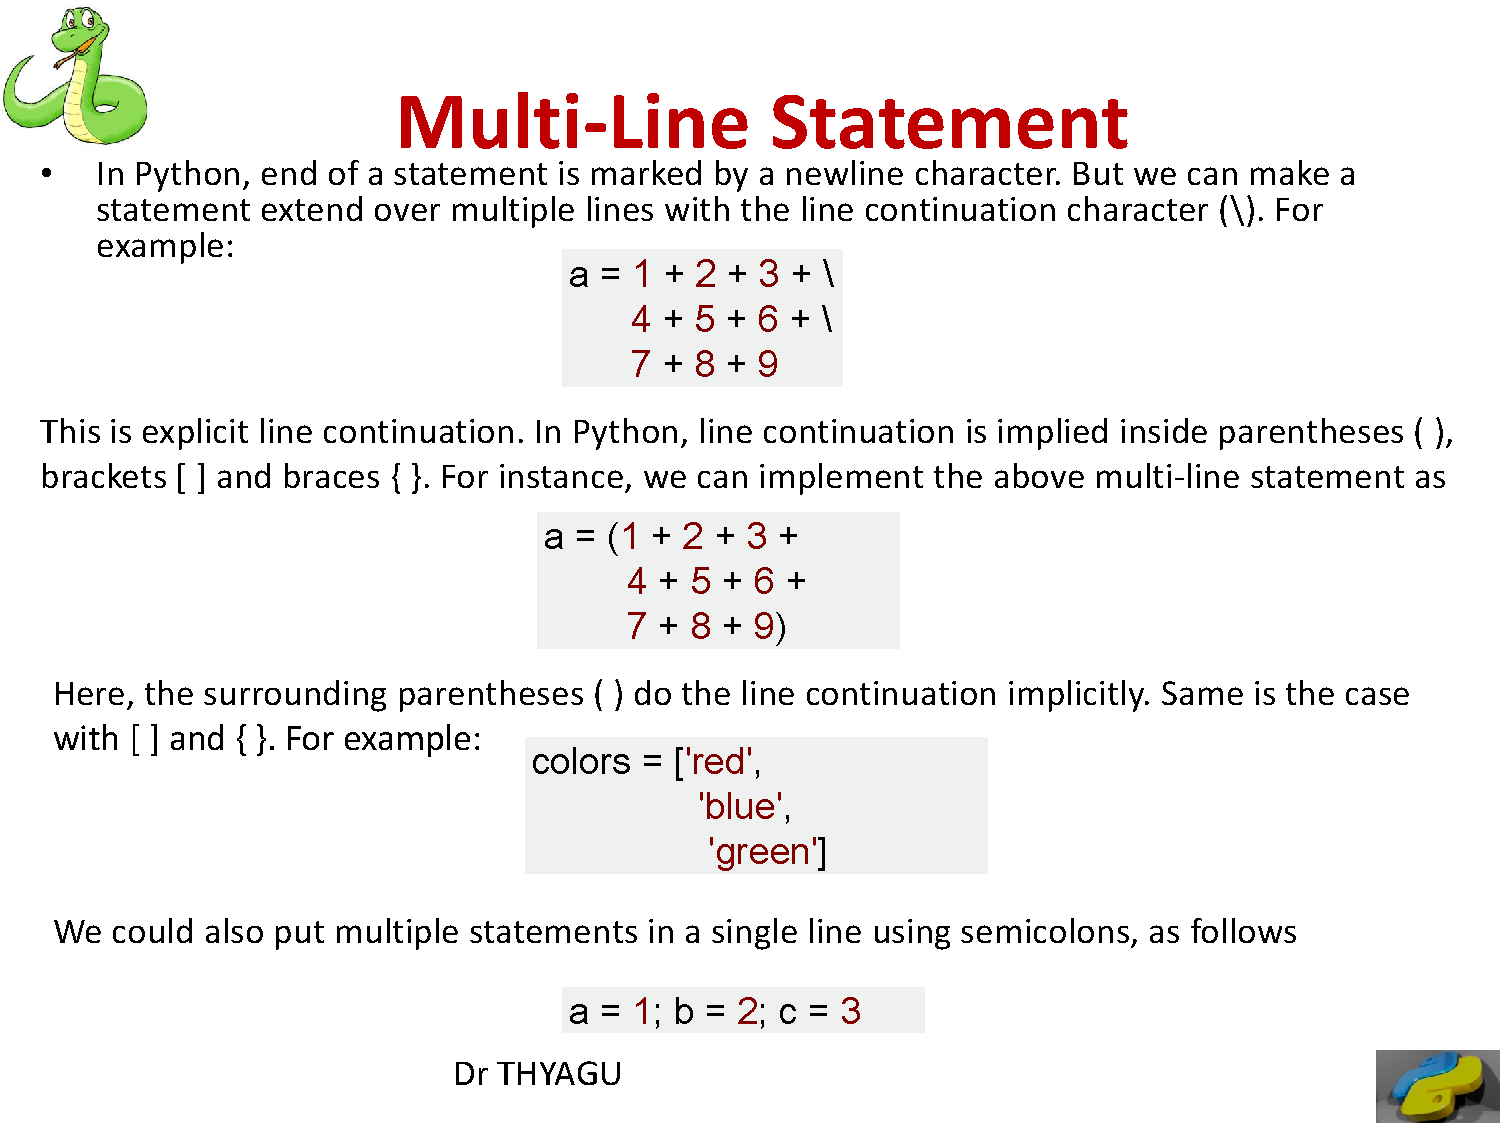 Multi-Line Statement
• In Python, end of a statement is marked by a newline character. But we can make a
statement extend over multiple lines with the line continuation character (\). For
example:
a = 1 + 2 + 3 + \
4 + 5 + 6 + \
7 + 8 + 9
This is explicit line continuation. In Python, line continuation is implied inside parentheses ( ),
brackets [ ] and braces { }. For instance, we can implement the above multi-line statement as
a = (1 + 2 + 3 +
4 + 5 + 6 +
7 + 8 + 9)
Here, the surrounding parentheses ( ) do the line continuation implicitly. Same is the case
with [ ] and { }. For example:
colors = ['red',
'blue',
'green']
We could also put multiple statements in a single line using semicolons, as follows
a = 1; b = 2; c = 3
Dr THYAGU